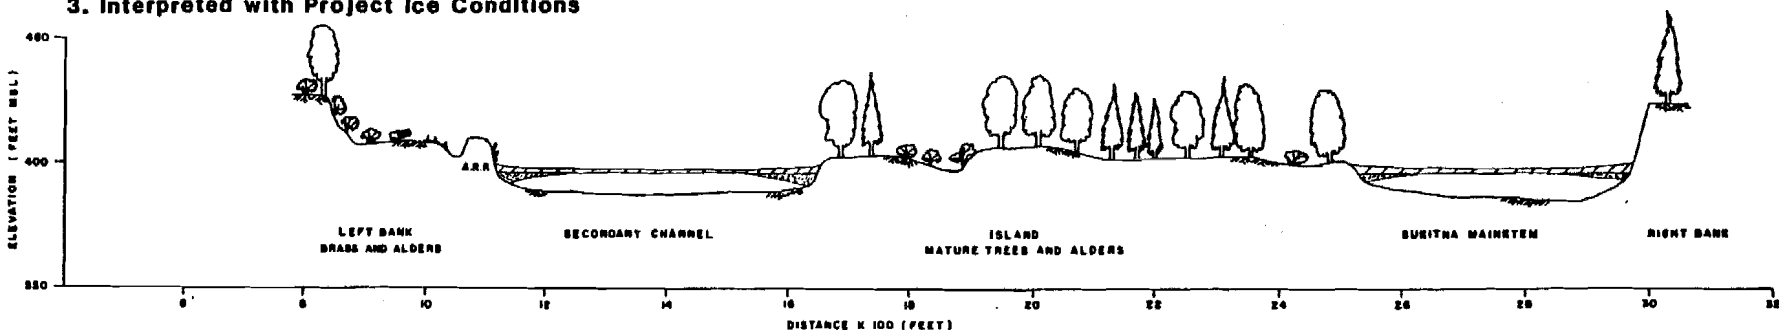 3. Interpreted with Project Ice Conditions
450
ELEVATION (FEET MSL)
400
A.R.R
LEFT BANK
BRASS AND ALDERS
SECONDARY CHANNEL
ISLAND
MATURE TREES AND ALDERS
SUSITNA MAINSTEM
RIGHT BANK
350
6 8 10 12 14 16 18 20 22 24 26 28 30 32
DISTANCE X 100 (FEET)